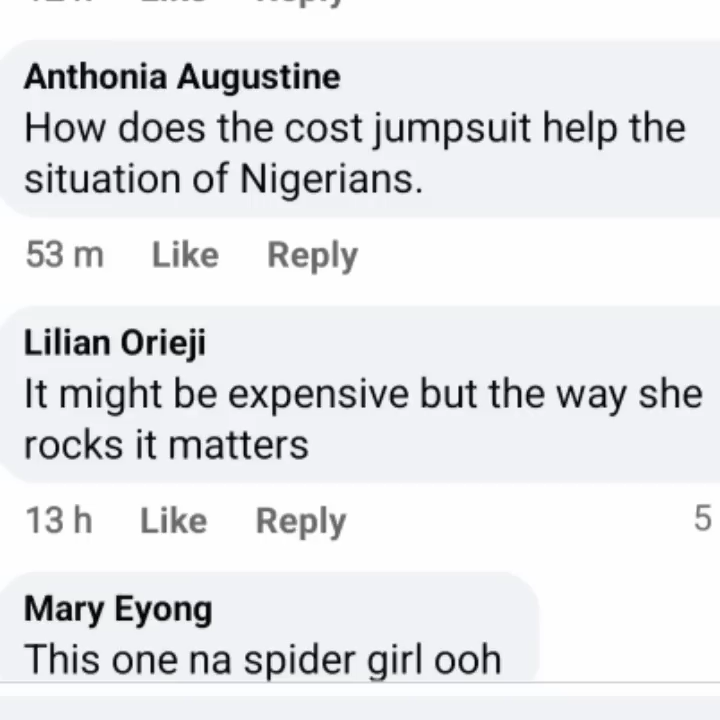 Anthonia Augustine
How does the cost jumpsuit help the
situation of Nigerians.
53 m Like Reply
Lilian Orieji
It might be expensive but the way she
rocks it matters
13 h Like Reply 5
Mary Eyong
This one na spider girl ooh